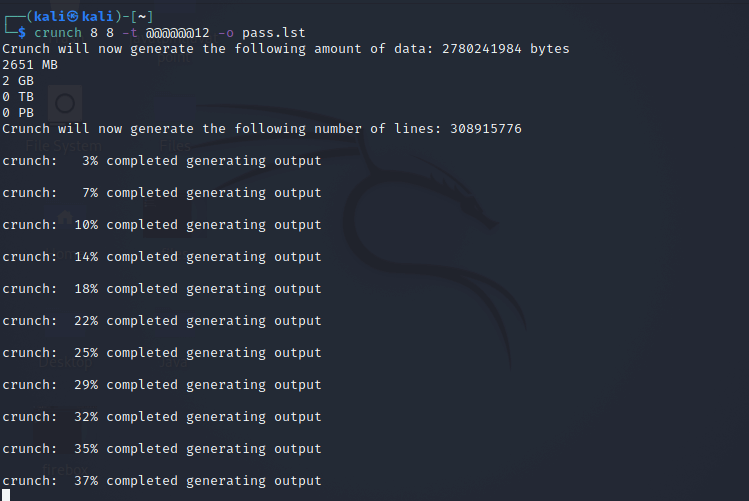 ┌──(kali㉿kali)-[~]
└─$ crunch 8 8 -t @@@@@@12 -o pass.lst
Crunch will now generate the following amount of data: 2780241984 bytes
2651 MB
2 GB
0 TB
0 PB
Crunch will now generate the following number of lines: 308915776
File System
crunch:   3% completed generating output
crunch:   7% completed generating output
crunch:  10% completed generating output
crunch:  14% completed generating output
crunch:  18% completed generating output
crunch:  22% completed generating output
crunch:  25% completed generating output
crunch:  29% completed generating output
crunch:  32% completed generating output
crunch:  35% completed generating output
crunch:  37% completed generating output